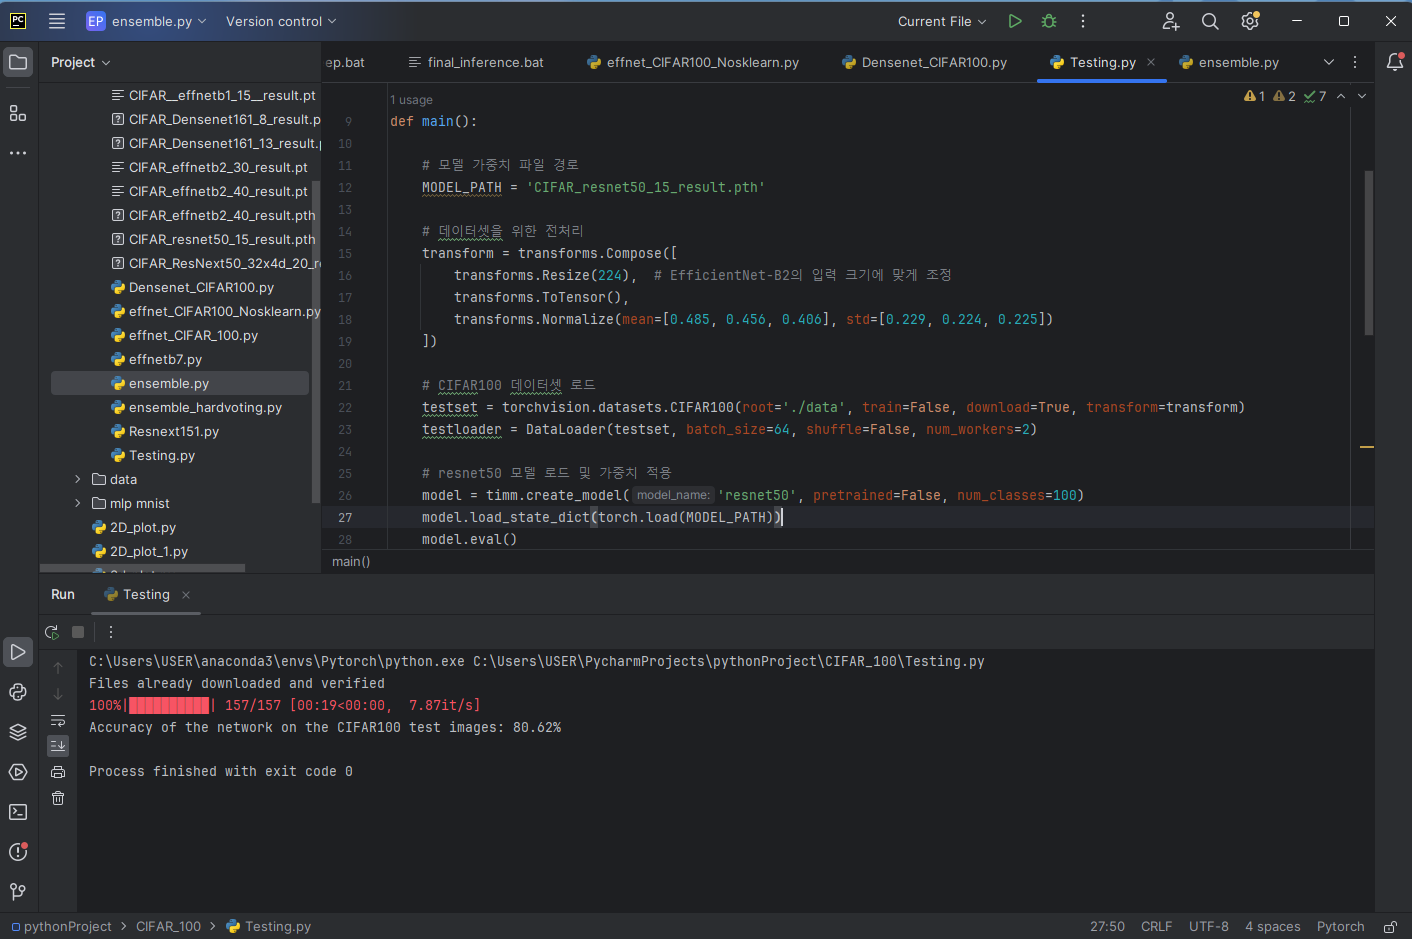 PC EP ensemble.py Version control Current File
Project
ep.bat final_inference.bat effnet_CIFAR100_Nosklearn.py Densenet_CIFAR100.py Testing.py ensemble.py
CIFAR__effnetb1_15__result.pt
CIFAR_Densenet161_8_result.p
CIFAR_Densenet161_13_result.
CIFAR_effnetb2_30_result.pt
CIFAR_effnetb2_40_result.pt
CIFAR_effnetb2_40_result.pth
CIFAR_resnet50_15_result.pth
CIFAR_ResNext50_32x4d_20_r
Densenet_CIFAR100.py
effnet_CIFAR100_Nosklearn.py
effnet_CIFAR_100.py
effnetb7.py
ensemble.py
ensemble_hardvoting.py
Resnext151.py
Testing.py
data
mlp mnist
2D_plot.py
2D_plot_1.py
1 usage
1 2 7
9 def main():
10
11 # 모델 가중치 파일 경로
12 MODEL_PATH = 'CIFAR_resnet50_15_result.pth'
13
14 # 데이터셋을 위한 전처리
15 transform = transforms.Compose([
16 transforms.Resize(224), # EfficientNet-B2의 입력 크기에 맞게 조정
17 transforms.ToTensor(),
18 transforms.Normalize(mean=[0.485, 0.456, 0.406], std=[0.229, 0.224, 0.225])
19 ])
20
21 # CIFAR100 데이터셋 로드
22 testset = torchvision.datasets.CIFAR100(root='./data', train=False, download=True, transform=transform)
23 testloader = DataLoader(testset, batch_size=64, shuffle=False, num_workers=2)
24
25 # resnet50 모델 로드 및 가중치 적용
26 model = timm.create_model( model_name: 'resnet50', pretrained=False, num_classes=100)
27 model.load_state_dict(torch.load(MODEL_PATH))
28 model.eval()
main()
Run Testing
C:\Users\USER\anaconda3\envs\Pytorch\python.exe C:\Users\USER\PycharmProjects\pythonProject\CIFAR_100\Testing.py
Files already downloaded and verified
100%|██████████| 157/157 [00:19<00:00, 7.87it/s]
Accuracy of the network on the CIFAR100 test images: 80.62%
Process finished with exit code 0
pythonProject > CIFAR_100 > Testing.py 27:50 CRLF UTF-8 4 spaces Pytorch